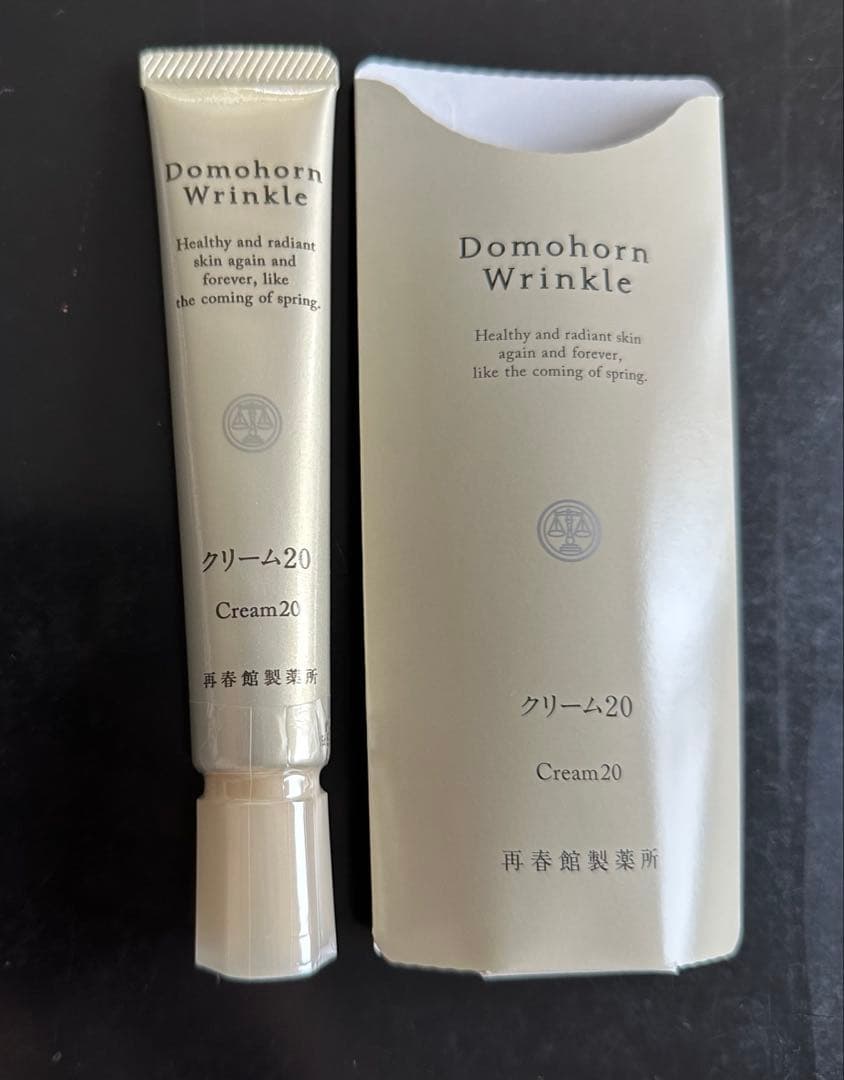 Domohorn
Wrinkle
Healthy and radiant
skin again and
forever, like
the coming of spring.
クリーム20
Cream20
再春館製薬所
Domohorn
Wrinkle
Healthy and radiant skin
again and forever,
like the coming of spring.
クリーム20
Cream20
再春館製薬所